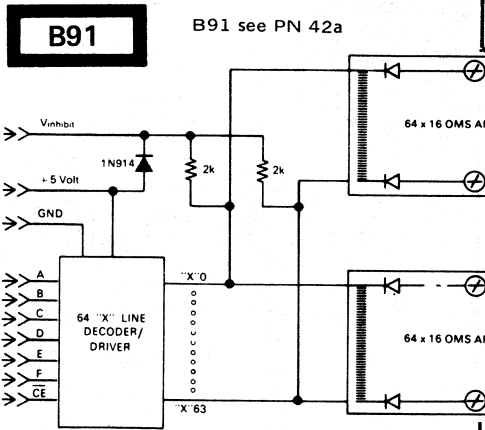 B91
B91 see PN 42a
Vinhibit
1N914
2k
2k
+ 5 Volt
GND
64 x 16 OMS
A
B
C
D
E
F
CE
64 "X" LINE
DECODER/
DRIVER
"X"0
"X"63
64 x 16 OMS